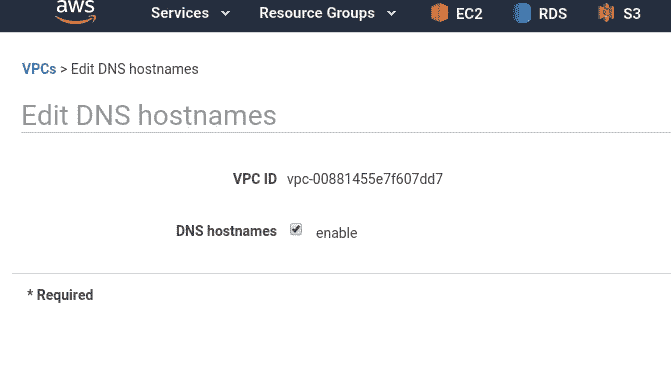 aws Services Resource Groups EC2 RDS S3
VPCs > Edit DNS hostnames
Edit DNS hostnames
VPC ID vpc-00881455e7f607dd7
DNS hostnames enable
* Required